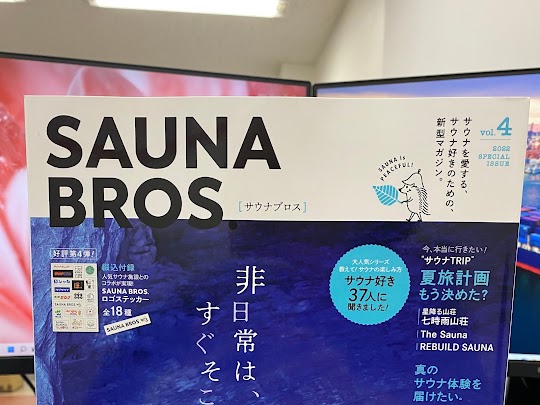 SAUNA
BROS.
[サウナブロス]
サウナを愛する、
サウナ好きのための、
新型マガジン。
vol.4
2022
SPECIAL
ISSUE
SAUNA is
PEACEFUL!
好評第4弾!
綴込付録
人気サウナ施設との
コラボが実現!
SAUNA BROS.
ロゴステッカー
全18種
SAUNA BROS.
非日常は、
すぐそこ
大人気シリーズ
教えて!サウナの楽しみ方
サウナ好き
37人に
聞きました!
今、本当に行きたい!
“サウナTRIP”
夏旅計画
もう決めた?
星降る山荘
七時雨山荘
The Sauna
REBUILD SAUNA
真の
サウナ体験を
届けたい。